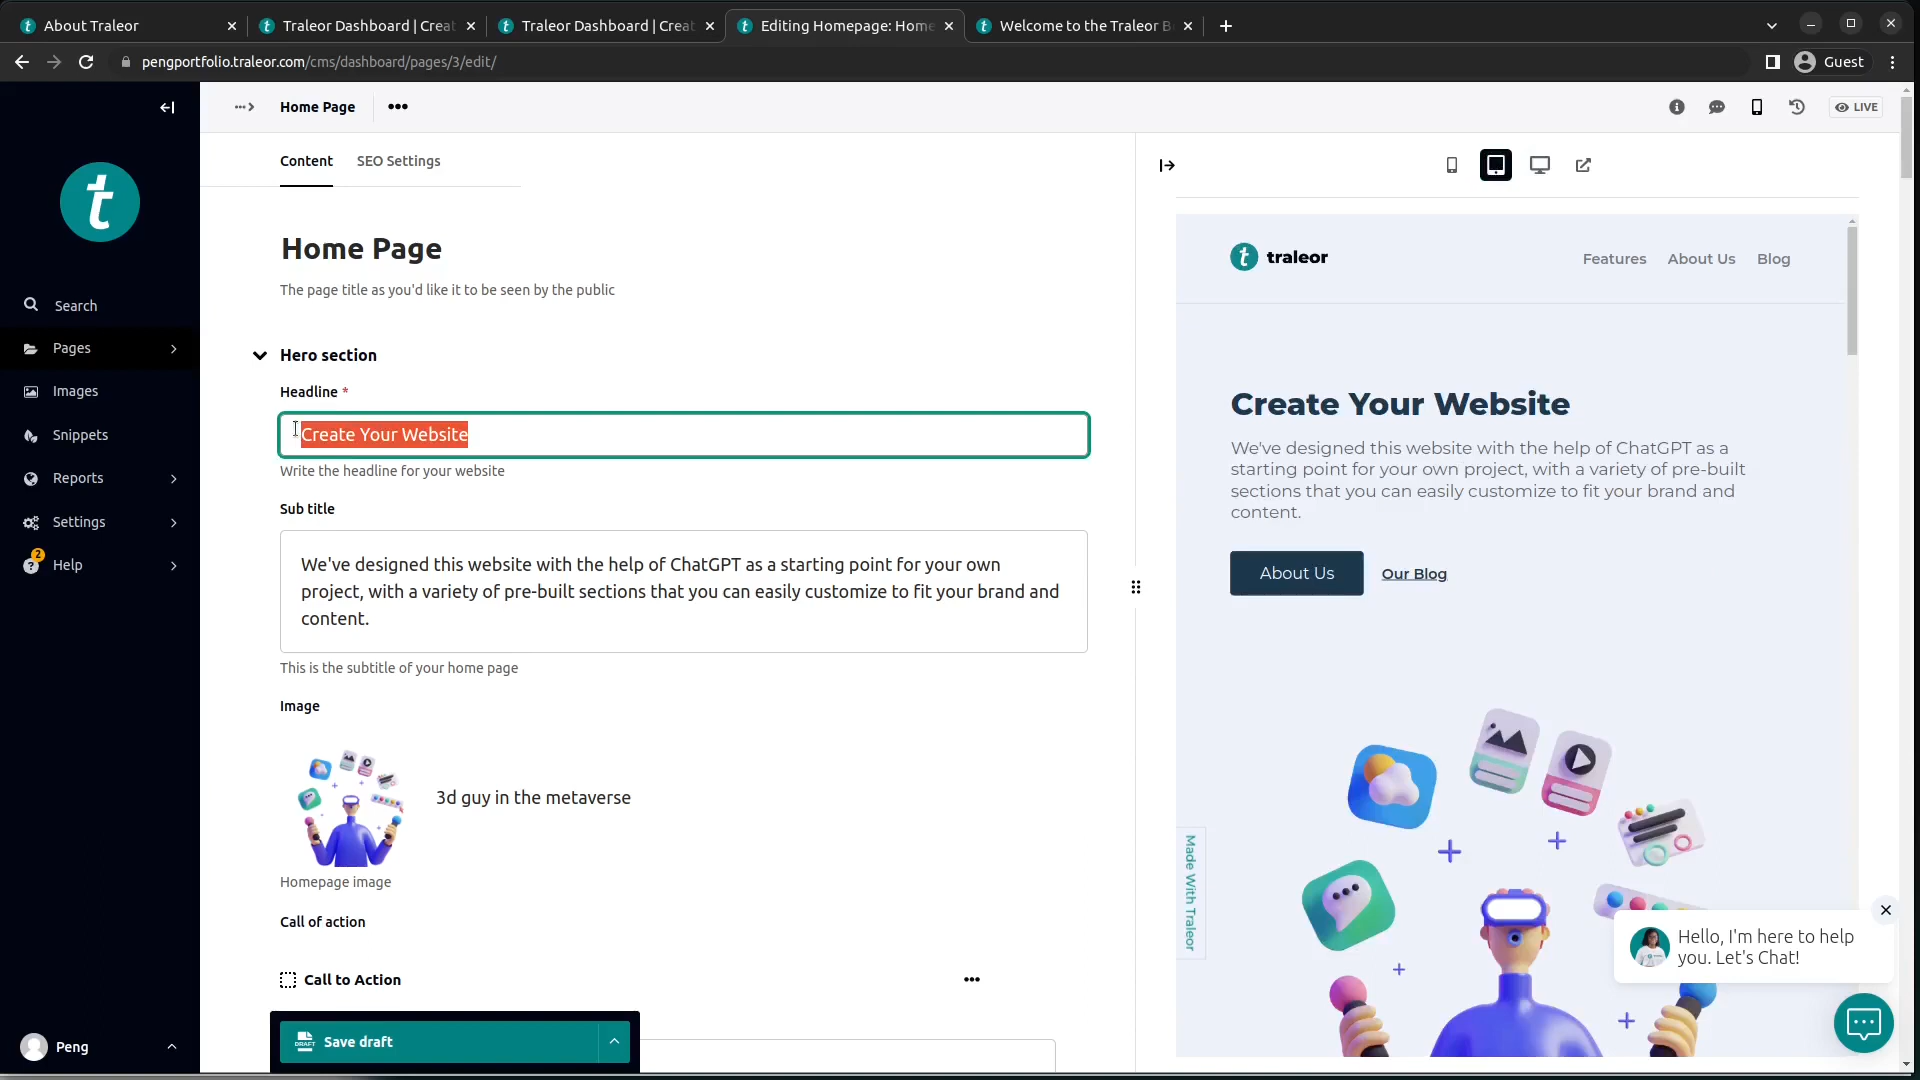 About Traleor
Traleor Dashboard | Creat
Traleor Dashboard | Creat
Editing Homepage: Home
Welcome to the Traleor B
pengportfolio.traleor.com/cms/dashboard/pages/3/edit/
Guest
Home Page
LIVE
t
Search
Pages
Images
Snippets
Reports
Settings
2
Help
Peng
Content
SEO Settings
Home Page
The page title as you'd like it to be seen by the public
Hero section
Headline *
Create Your Website
Write the headline for your website
Sub title
We've designed this website with the help of ChatGPT as a starting point for your own
project, with a variety of pre-built sections that you can easily customize to fit your brand and
content.
This is the subtitle of your home page
Image
3d guy in the metaverse
Homepage image
Call of action
Call to Action
DRAFT
Save draft
t traleor
Features
About Us
Blog
Create Your Website
We've designed this website with the help of ChatGPT as a
starting point for your own project, with a variety of pre-built
sections that you can easily customize to fit your brand and
content.
About Us
Our Blog
Made With Traleor
Hello, I'm here to help
you. Let's Chat!